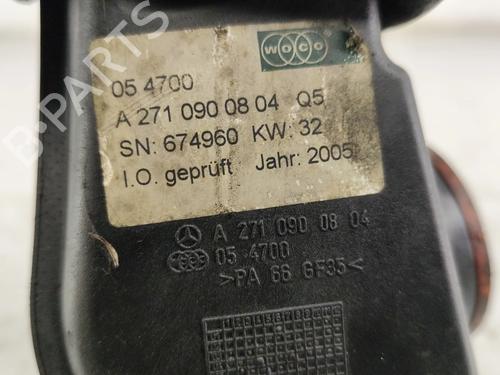 B-PARTS
woco
05 4700
A 271 090 08 04 Q5
SN: 674960 KW: 32
I.O. geprüft Jahr: 2005
A 271 090 08 04
05 4700
>PA 66 GF35<